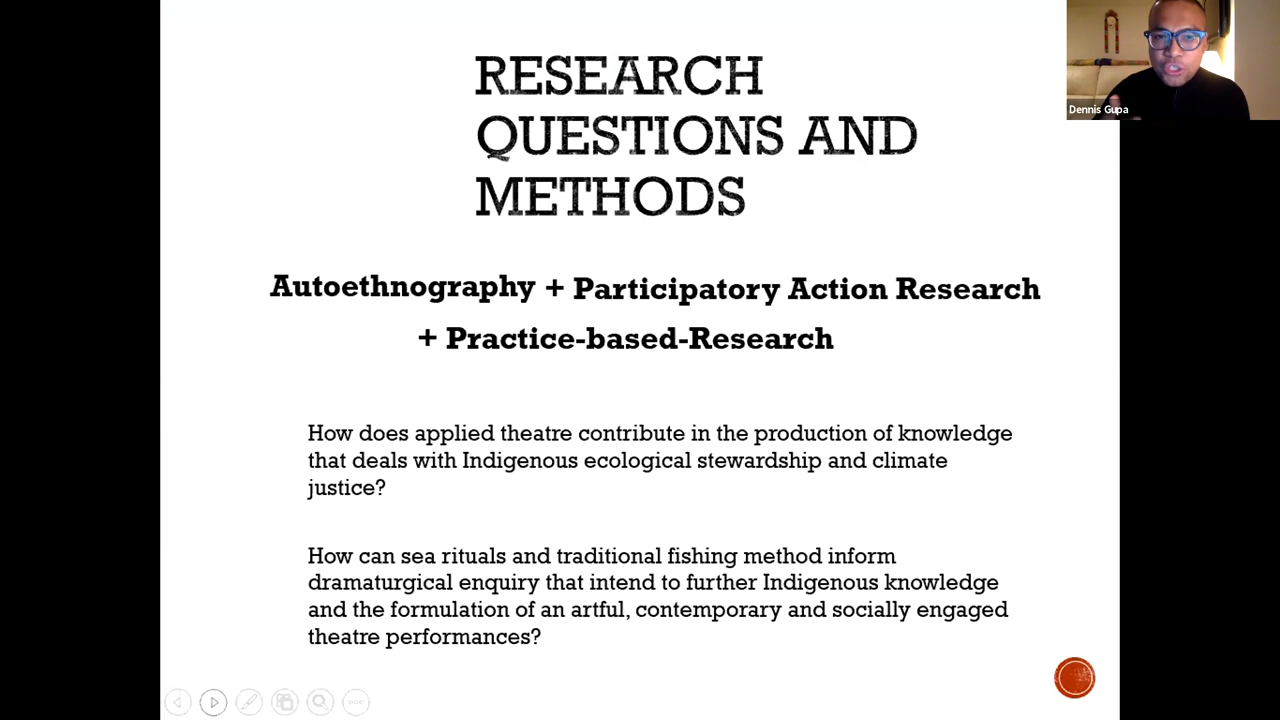 RESEARCH
QUESTIONS AND
METHODS
Dennis Gupa
Autoethnography + Participatory Action Research
+ Practice-based-Research
How does applied theatre contribute in the production of knowledge
that deals with Indigenous ecological stewardship and climate
justice?
How can sea rituals and traditional fishing method inform
dramaturgical enquiry that intend to further Indigenous knowledge
and the formulation of an artful, contemporary and socially engaged
theatre performances?